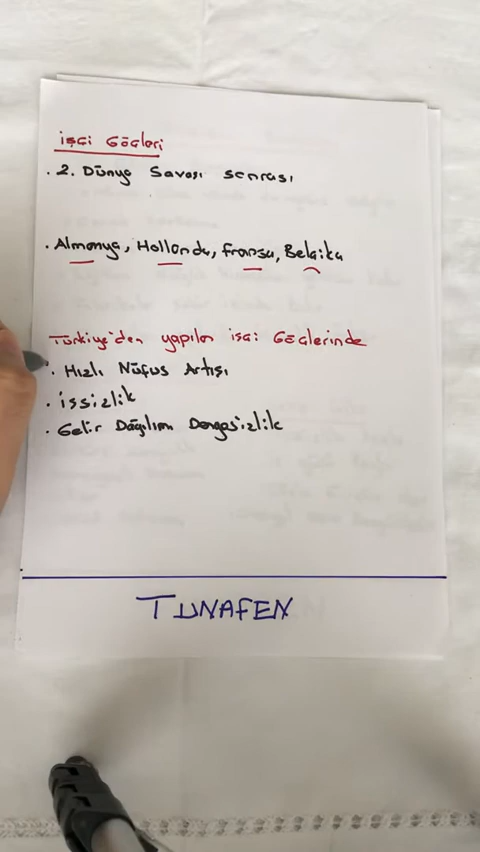 işçi Göçleri
. 2. Dünya Savaşı sonrası
. Almanya, Hollanda, Fransa, Belçika
Türkiye'den yapılan işçi Göçlerinde
. Hızlı Nüfus Artışı
. işsizlik
. Gelir Dağılım Dengesizlik
TUNAFEN